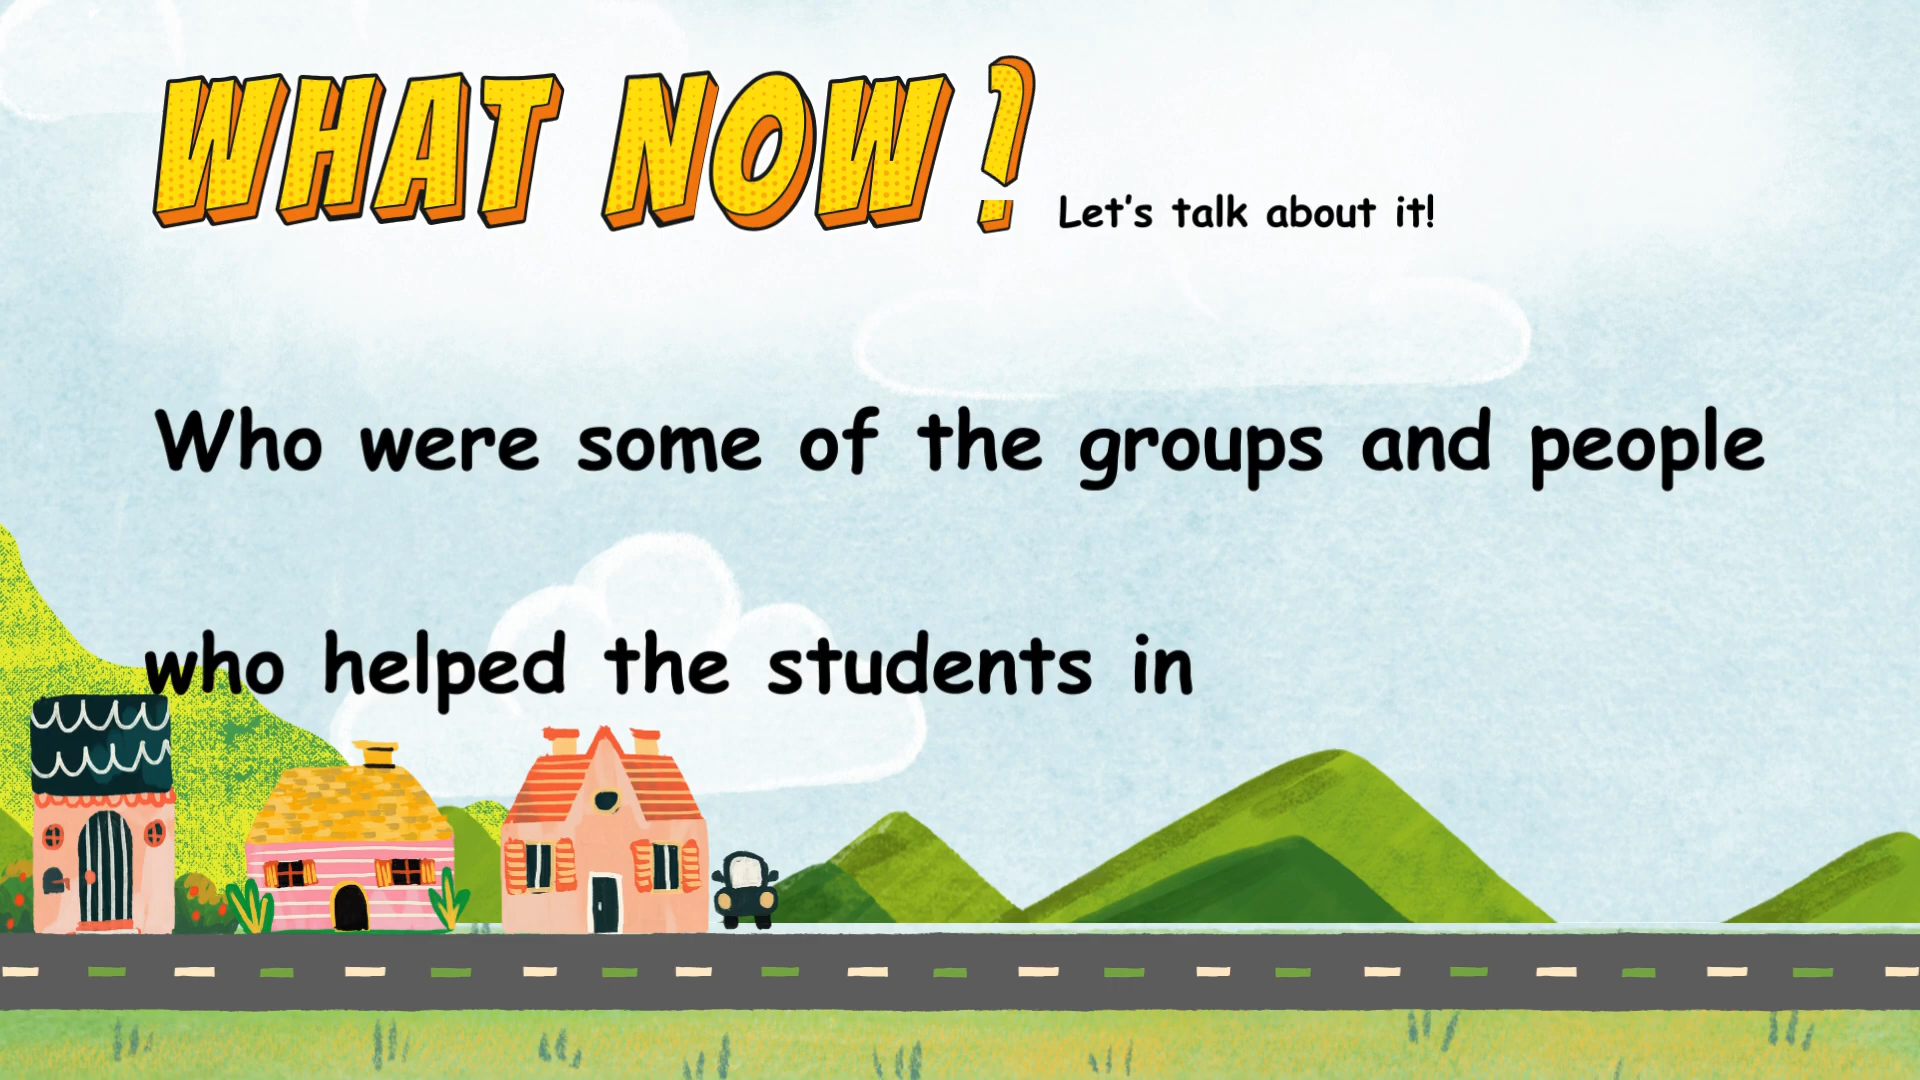 WHAT NOW? Let's talk about it!
Who were some of the groups and people
who helped the students in